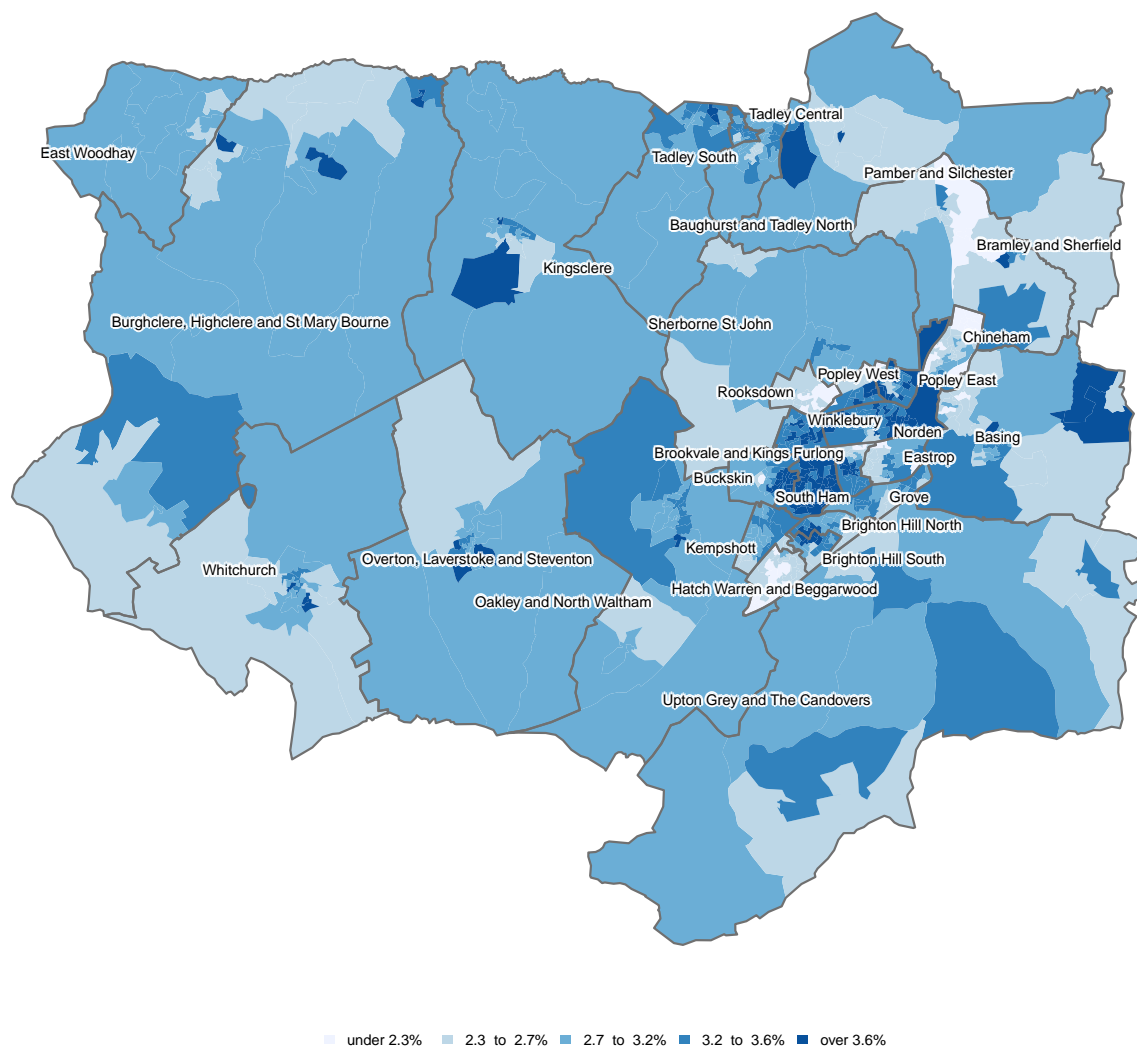 Tadley Central
East Woodhay
Tadley South
Pamber and Silchester
Baughurst and Tadley North
Bramley and Sherfield
Kingsclere
Burghclere, Highclere and St Mary Bourne
Sherborne St John
Chineham
Popley West
Popley East
Rooksdown
Winklebury
Norden
Basing
Brookvale and Kings Furlong
Eastrop
Buckskin
South Ham
Grove
Brighton Hill North
Kempshott
Overton, Laverstoke and Steventon
Brighton Hill South
Whitchurch
Hatch Warren and Beggarwood
Oakley and North Waltham
Upton Grey and The Candovers
under 2.3% 2.3 to 2.7% 2.7 to 3.2% 3.2 to 3.6% over 3.6%